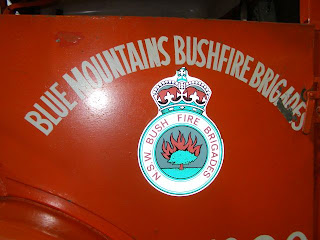 BLUE MOUNTAINS BUSHFIRE BRIGADES
N.S.W. BUSH FIRE BRIGADES